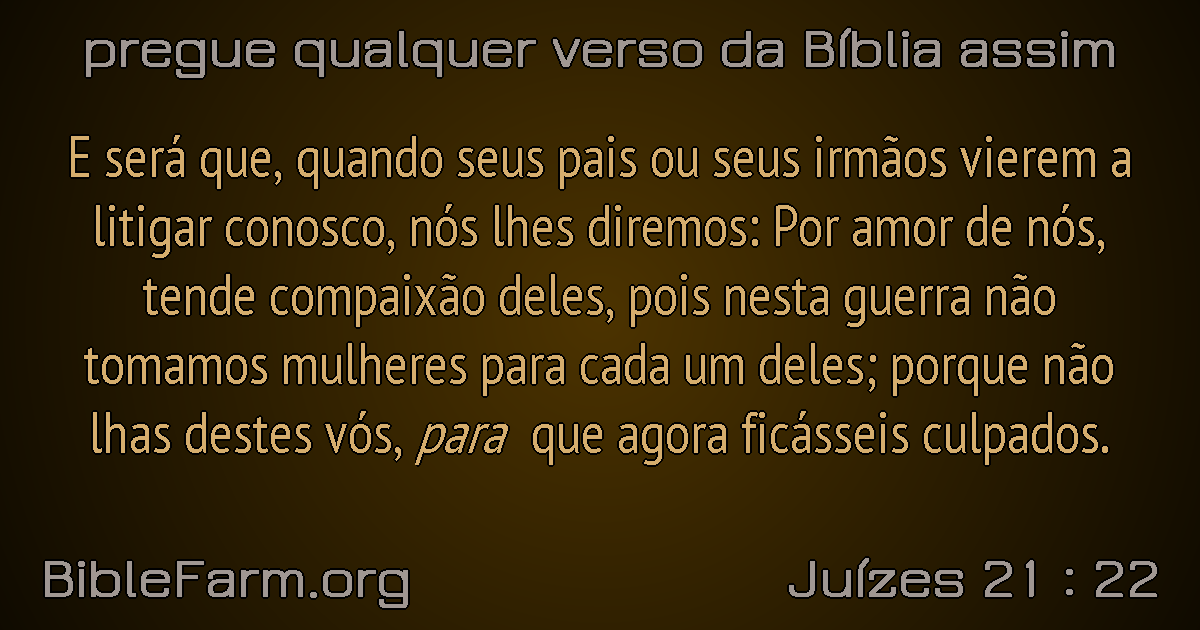 pregue qualquer verso da Bíblia assim
E será que, quando seus pais ou seus irmãos vierem a
litigar conosco, nós lhes diremos: Por amor de nós,
tende compaixão deles, pois nesta guerra não
tomamos mulheres para cada um deles; porque não
lhas destes vós, para que agora ficásseis culpados.
BibleFarm.org
Juízes 21 : 22